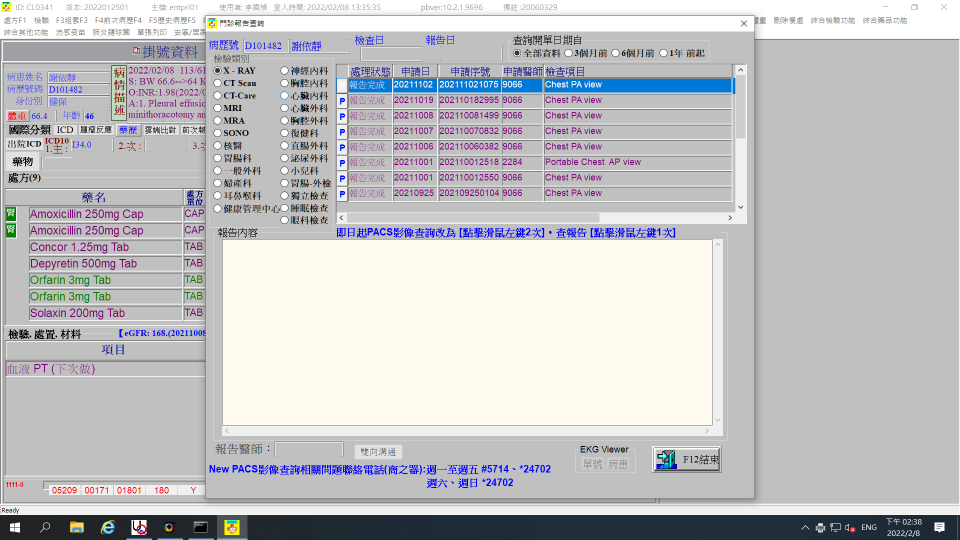 ID: CL0341 版本: 2022012501 主機: entpri01 使用者: 李國禎 登入時間: 2022/02/08 13:35:35 pbver:10.2.1.9696 備註 :20060329
處方F1 檢驗 F3組套F3 F4前次病歷F4 F5歷史病歷F5 刪除餐處 綜合檢驗功能 綜合藥品功能
綜合其他功能 流感疫苗 肺炎鏈球菌 單張列印 安寧/居
掛號資料
病患姓名 謝依靜
病歷號碼 D101482
身份別 健保
體重 66.4 年齡 46
病情描述
2022/02/08 113/61
S: BW 66.6-->64 K
O:INR:1.98(2022/
A:1. Pleural effusio
minithoracotomy an
國際分類 ICD 腫瘤反應 藥歷 雲端比對 前次
出院ICD ICD10 1.主: I34.0 2.次: 3.
藥物
處方(9)
藥名 處方單位
腎 Amoxicillin 250mg Cap CAP
腎 Amoxicillin 250mg Cap CAP
Concor 1.25mg Tab TAB
Depyretin 500mg Tab TAB
Orfarin 3mg Tab TAB
Orfarin 3mg Tab TAB
Solaxin 200mg Tab TAB
檢驗, 處置, 材料 【eGFR: 168.(2021100
項目
血液 PT (下次做)
1111-0 05209 00171 01801 180 Y
Ready
門診報告查詢
病歷號 D101482 謝依靜 檢查日 報告日
查詢開單日期自
全部資料 3個月前 6個月前 1年 前起
檢驗類別
X - RAY 神經內科
CT Scan 胸腔內科
CT-Care 心臟內科
MRI 心臟外科
MRA 胸腔外科
SONO 復健科
核醫 直腸外科
胃腸科 泌尿外科
一般外科 小兒科
婦產科 胃腸-外檢
耳鼻喉科 獨立檢查
健康管理中心 睡眠檢查
眼科檢查
處理狀態 申請日 申請序號 申請醫師 檢查項目
報告完成 20211102 202111021075 9066 Chest PA view
P 報告完成 20211019 202110182995 9066 Chest PA view
P 報告完成 20211008 202110081499 9066 Chest PA view
P 報告完成 20211007 202110070832 9066 Chest PA view
P 報告完成 20211006 202110060382 9066 Chest PA view
P 報告完成 20211001 202110012518 2284 Portable Chest AP view
P 報告完成 20211001 202110012550 9066 Chest PA view
P 報告完成 20210925 202109250104 9066 Chest PA view
報告內容 即日起PACS影像查詢改為 [點擊滑鼠左鍵2次]，查報告 [點擊滑鼠左鍵1次]
報告醫師： 雙向溝通
EKG Viewer
單號 病患
F12結束
New PACS影像查詢相關問題聯絡電話(商之器):週一至週五 #5714、*24702
週六、週日 *24702
ENG 下午 02:38
2022/2/8